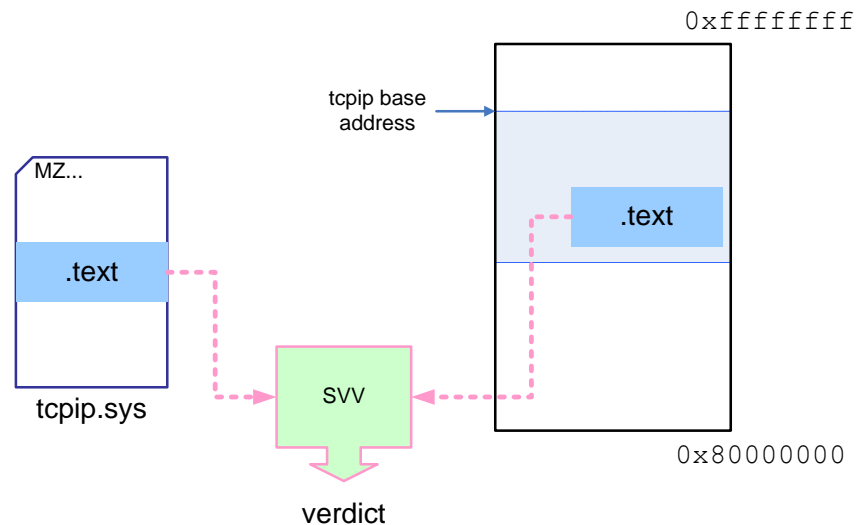 0xffffffff
tcpip base
address
MZ...
.text
.text
SVV
tcpip.sys
0x80000000
verdict